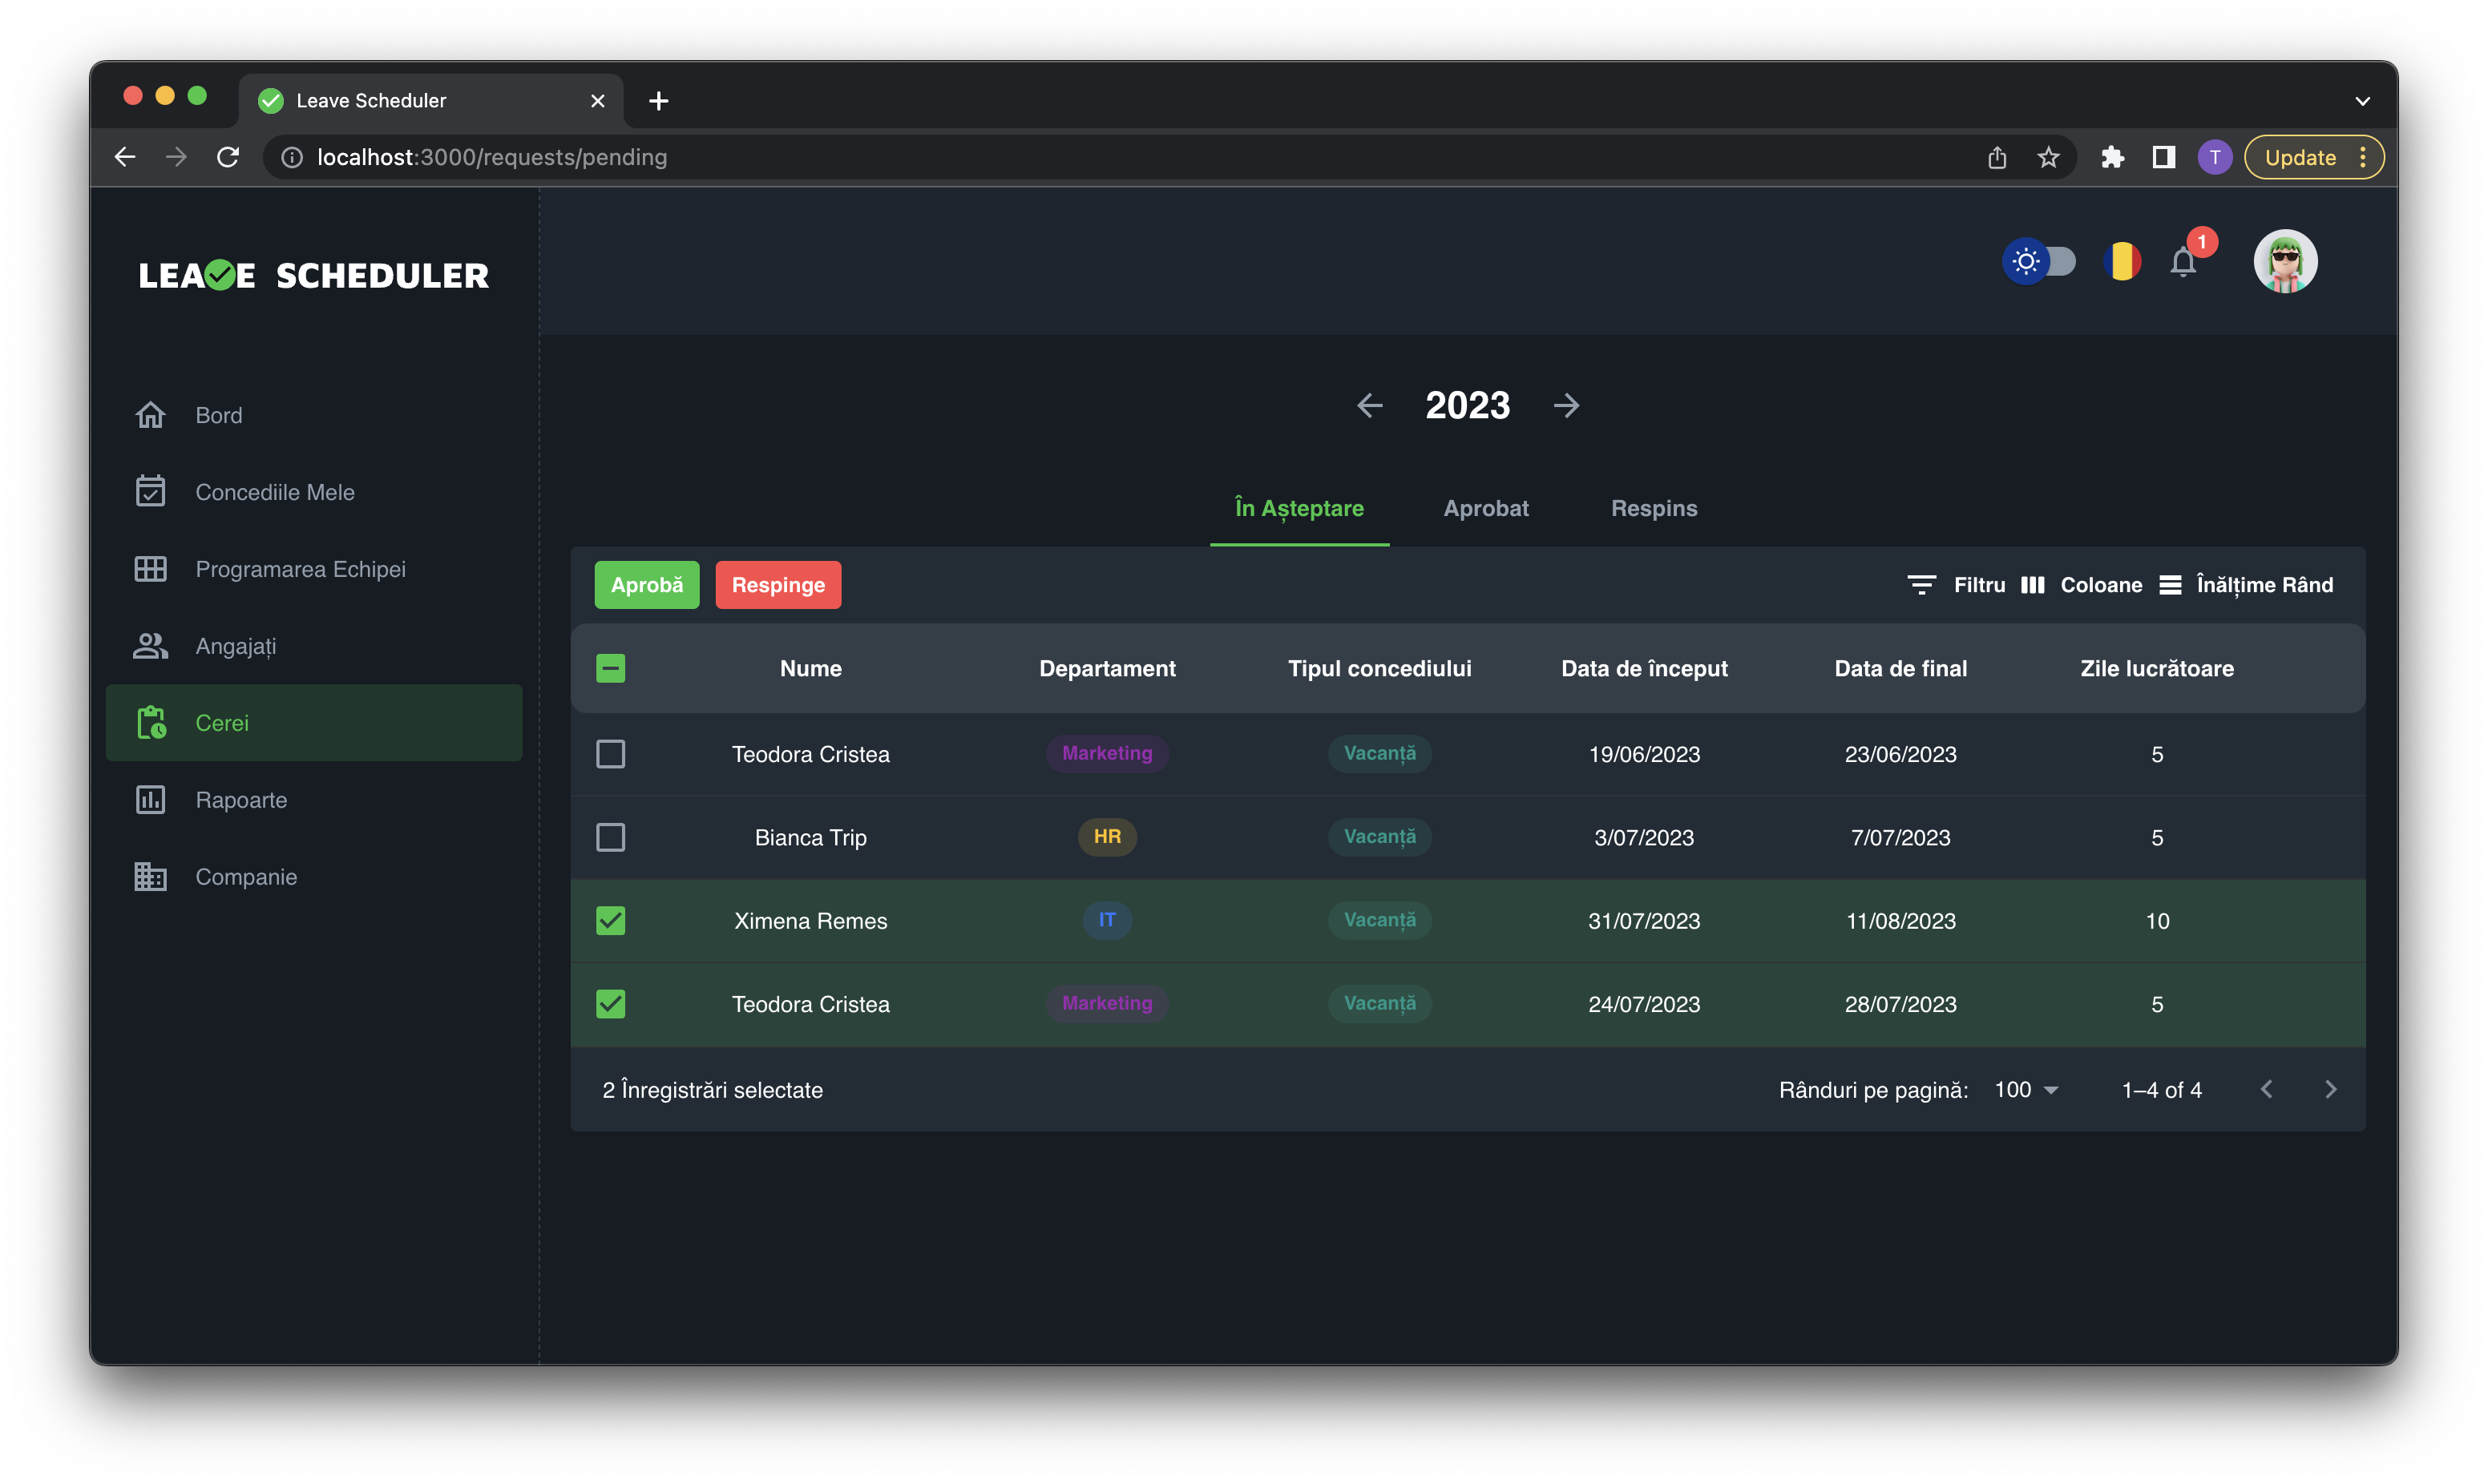 Leave Scheduler
localhost:3000/requests/pending
T
Update
LEAVE SCHEDULER
1
Bord
Concediile Mele
Programarea Echipei
Angajați
Cerei
Rapoarte
Companie
2023
În Așteptare Aprobat Respins
Aprobă Respinge Filtru Coloane Înălțime Rând
Nume Departament Tipul concediului Data de început Data de final Zile lucrătoare
Teodora Cristea Marketing Vacanță 19/06/2023 23/06/2023 5
Bianca Trip HR Vacanță 3/07/2023 7/07/2023 5
Ximena Remes IT Vacanță 31/07/2023 11/08/2023 10
Teodora Cristea Marketing Vacanță 24/07/2023 28/07/2023 5
2 Înregistrări selectate Rânduri pe pagină: 100 1–4 of 4